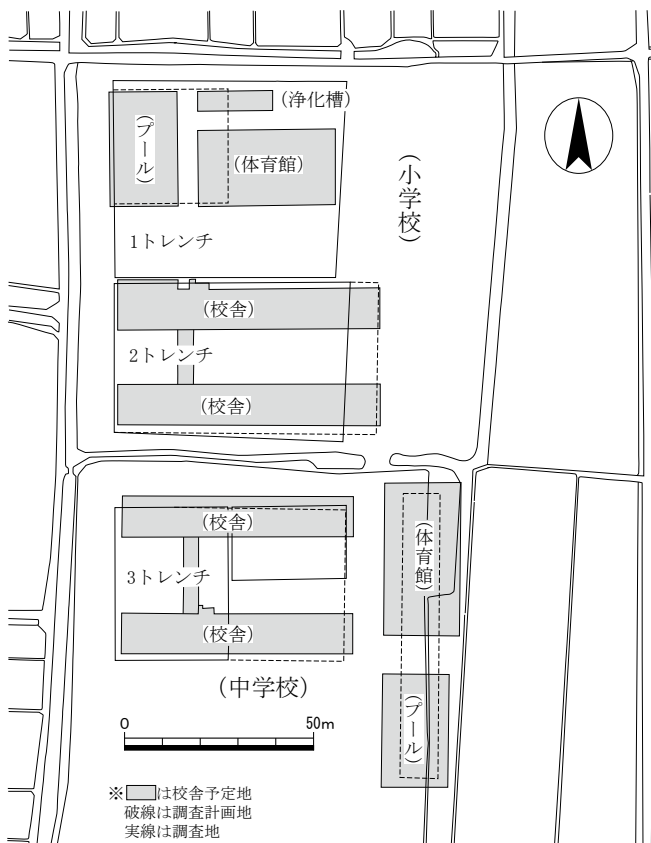 (浄化槽)
(プール)
(体育館)
(小学校)
1トレンチ
(校舎)
2トレンチ
(校舎)
(校舎)
(体育館)
3トレンチ
(校舎)
(中学校)
(プール)
0 50m
※ は校舎予定地
破線は調査計画地
実線は調査地